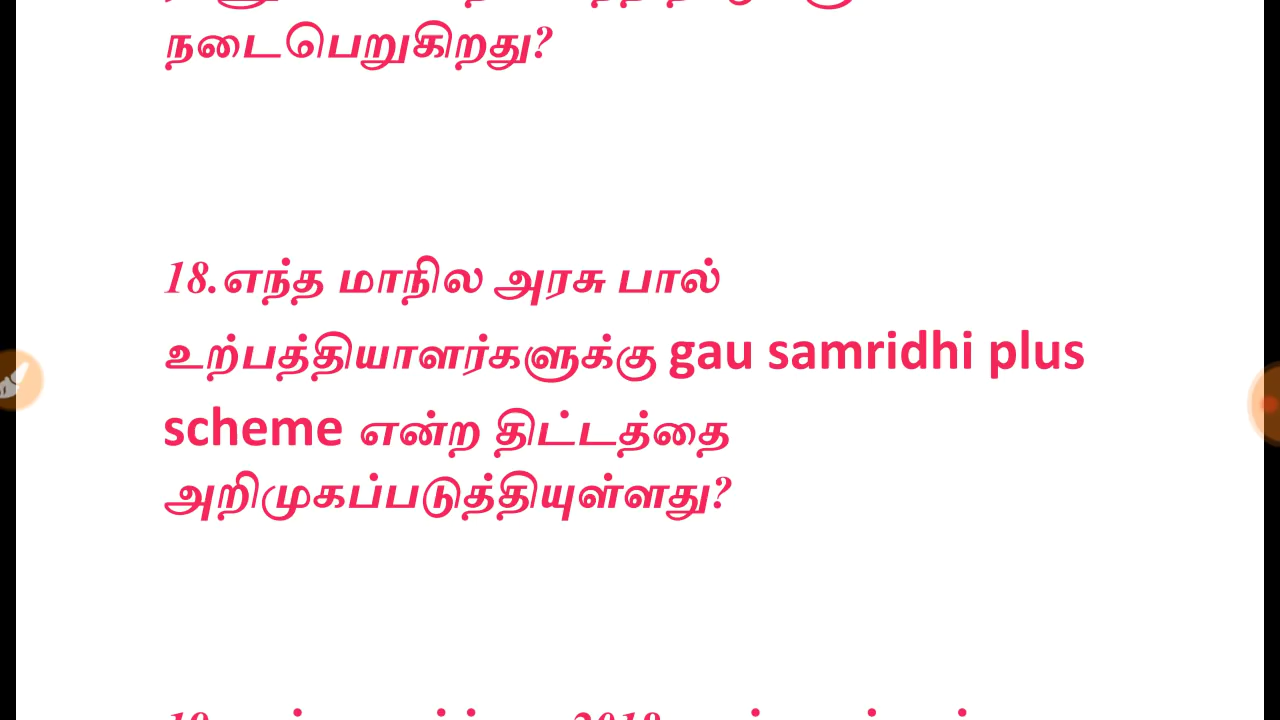 நடைபெறுகிறது?
18.எந்த மாநில அரசு பால்
உற்பத்தியாளர்களுக்கு gau samridhi plus
scheme என்ற திட்டத்தை
அறிமுகப்படுத்தியுள்ளது?